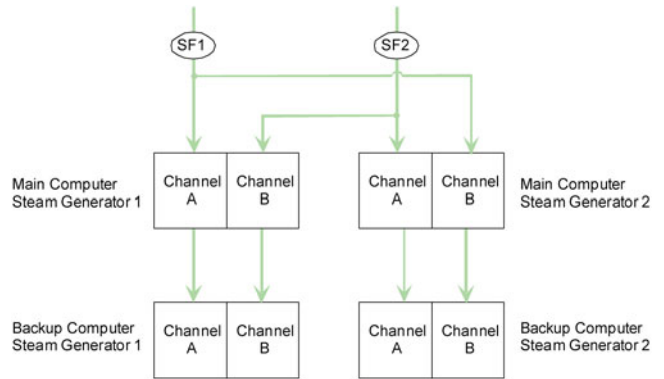 SF1
SF2
Main Computer
Steam Generator 1
Channel
A
Channel
B
Channel
A
Channel
B
Main Computer
Steam Generator 2
Backup Computer
Steam Generator 1
Channel
A
Channel
B
Channel
A
Channel
B
Backup Computer
Steam Generator 2